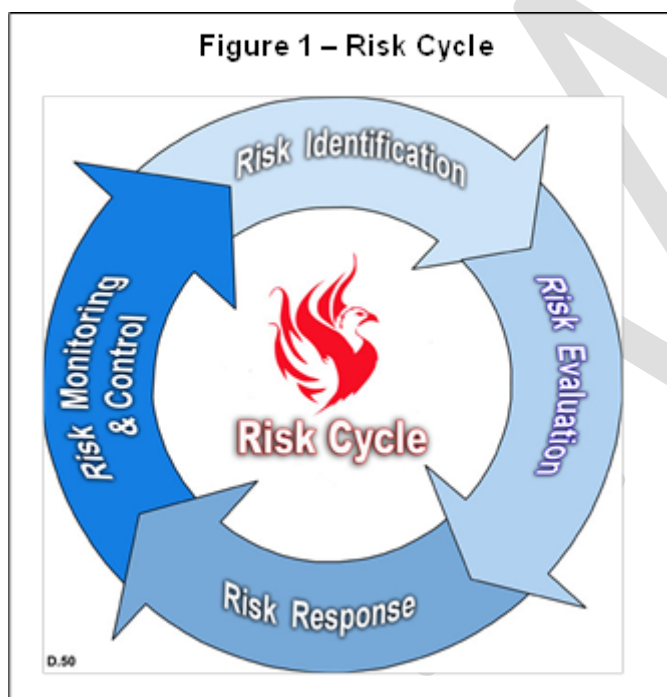 Figure 1 – Risk Cycle
Risk Identification
Risk Evaluation
Risk Response
Risk Monitoring
& Control
Risk Cycle
D.50